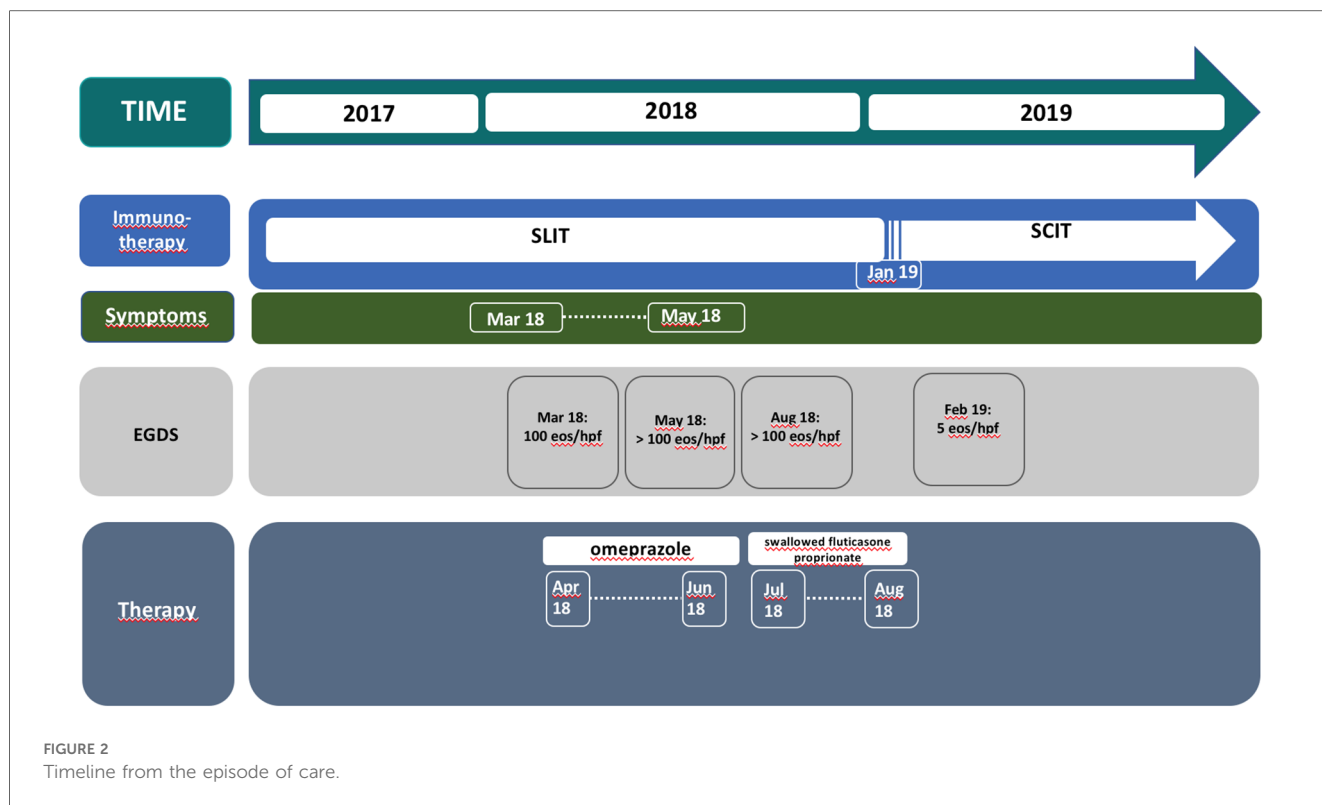 TIME
2017
2018
2019
Immuno-
therapy
SLIT
SCIT
Jan 19
Symptoms
Mar 18
May 18
EGDS
Mar 18:
100 eos/hpf
May 18:
> 100 eos/hpf
Aug 18:
> 100 eos/hpf
Feb 19:
5 eos/hpf
Therapy
omeprazole
swallowed fluticasone
proprionate
Apr
18
Jun
18
Jul
18
Aug
18
FIGURE 2
Timeline from the episode of care.